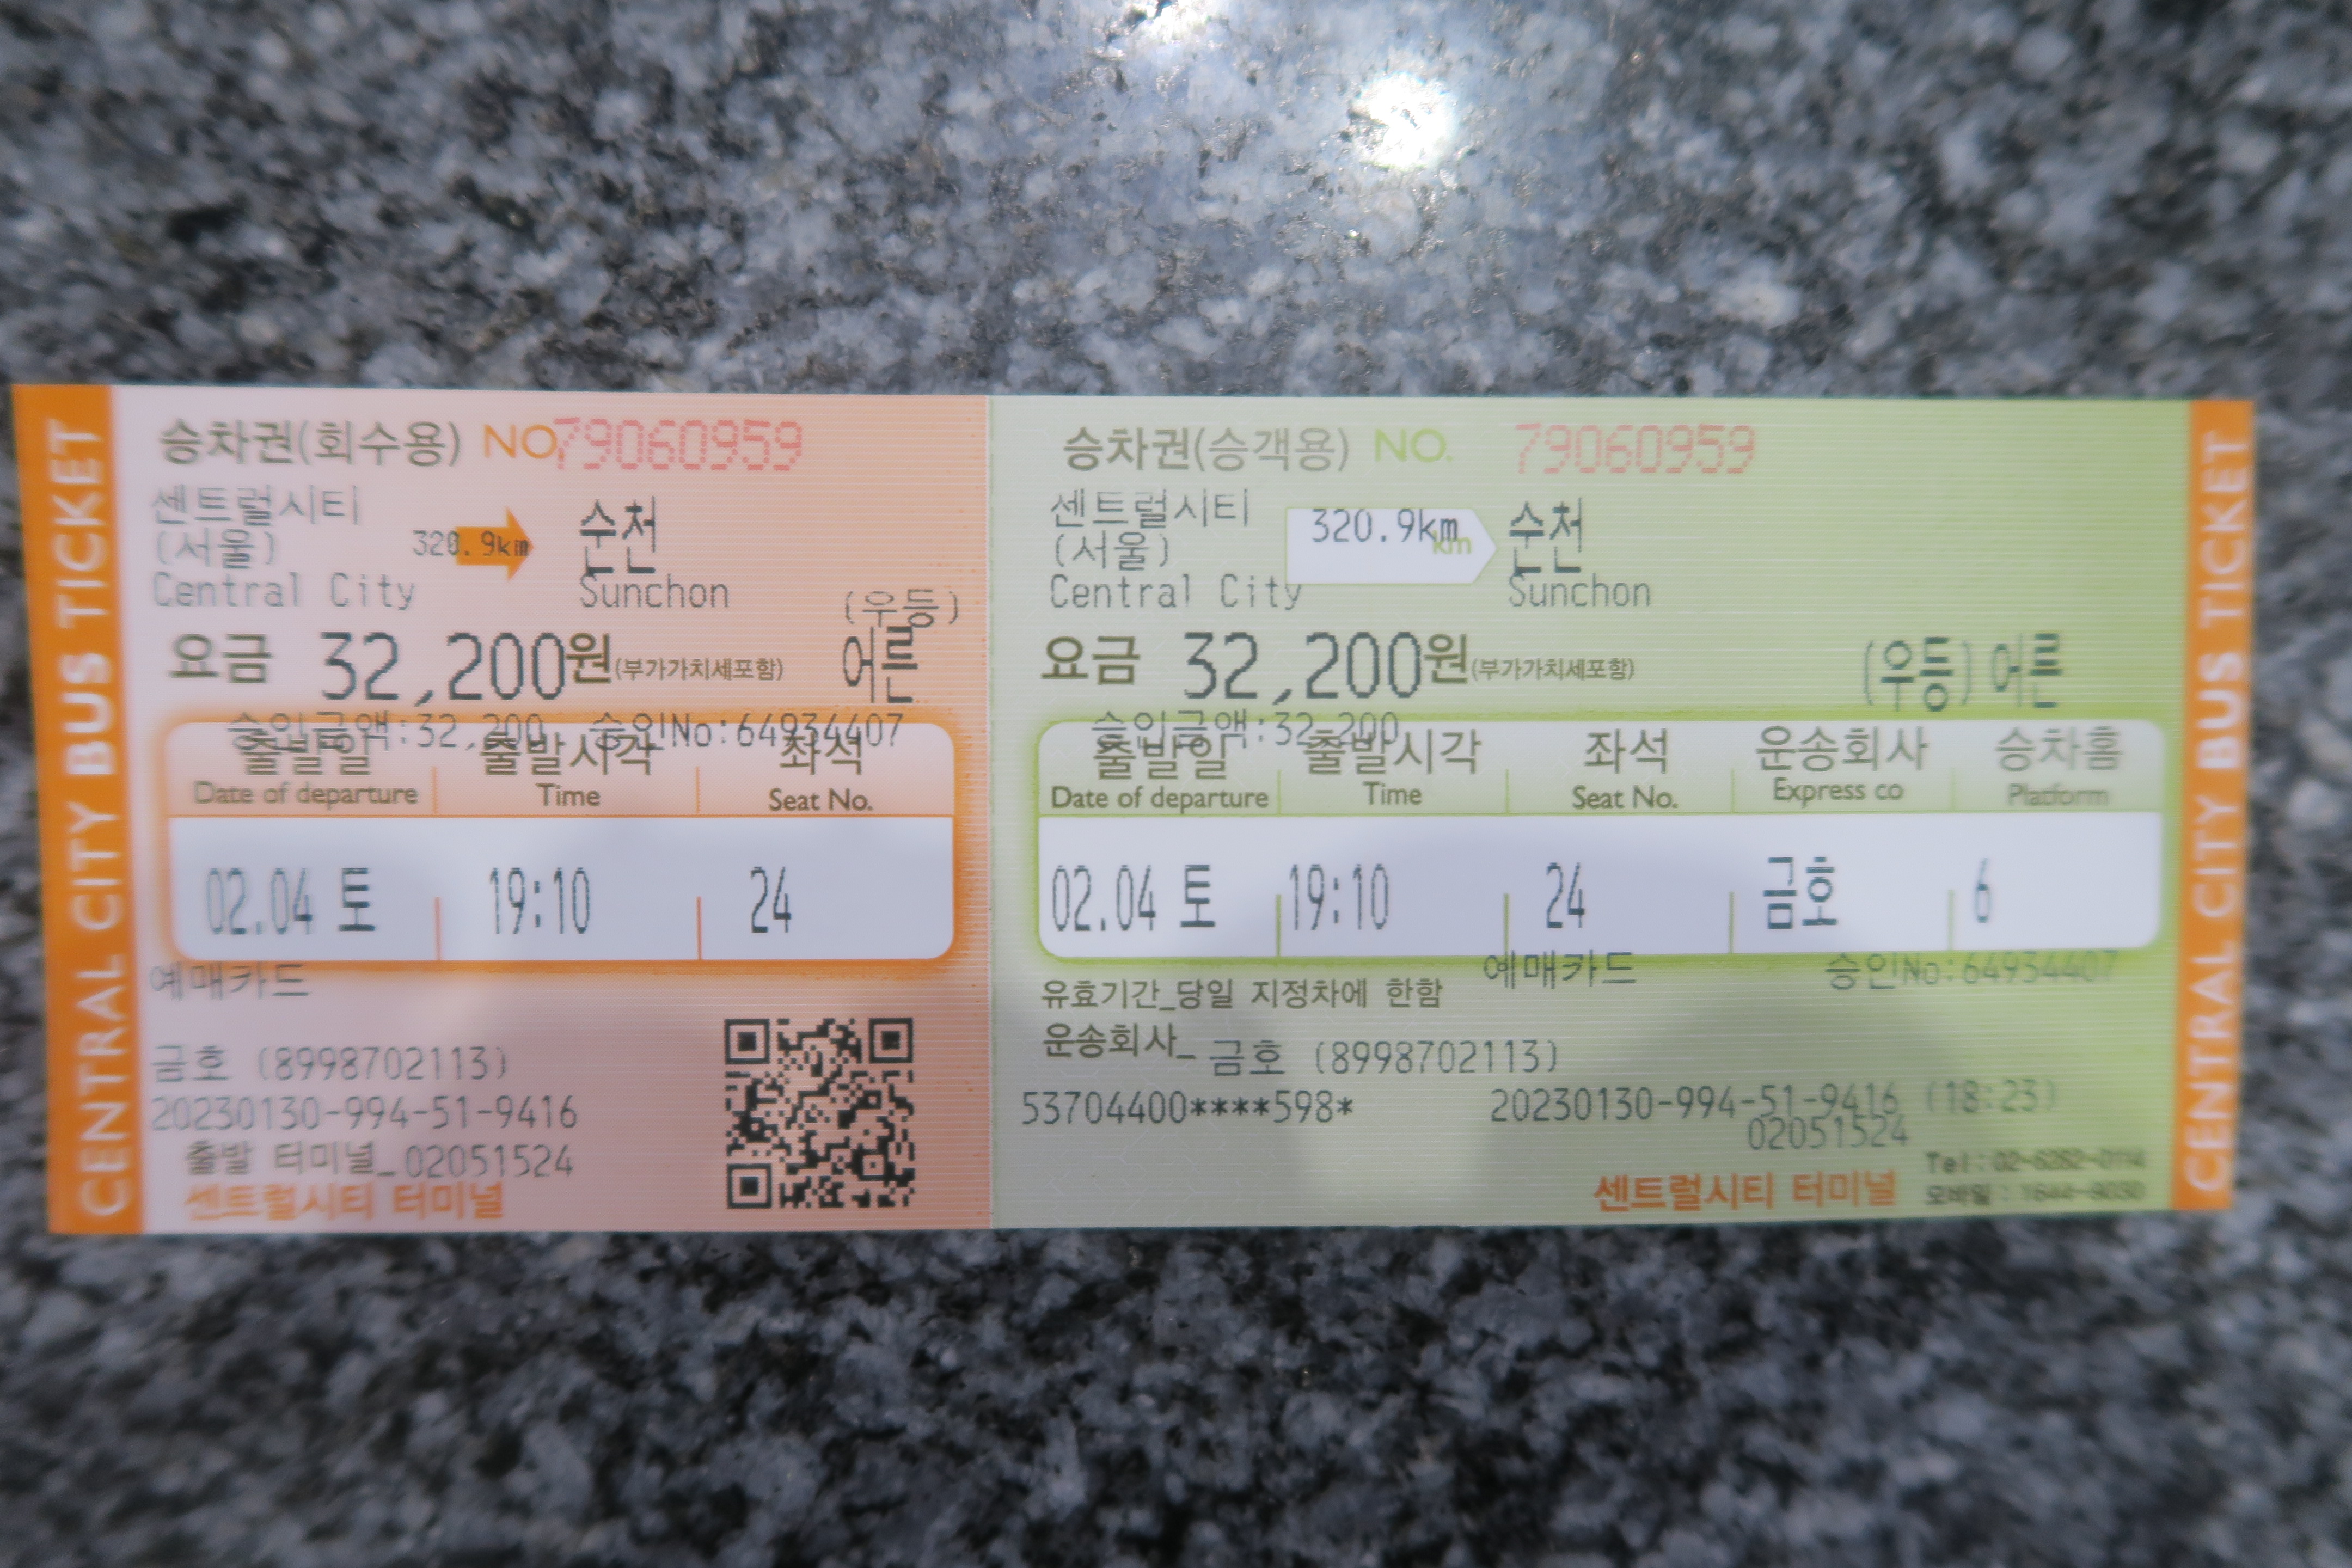 CENTRAL CITY BUS TICKET
승차권(회수용) NO 79060959
센트럴시티
(서울)
Central City
320.9km
순천
Sunchon
(우등)
요금 32,200원(부가가치세포함) 어른
승인금액:32,200 승인No:64934407
출발일 출발시각 좌석
Date of departure Time Seat No.
02.04 토 19:10 24
예매카드
금호 (8998702113)
20230130-994-51-9416
출발 터미널_02051524
센트럴시티 터미널
승차권(승객용) NO. 79060959
센트럴시티
(서울)
Central City
320.9km km
순천
Sunchon
요금 32,200원(부가가치세포함) (우등) 어른
승인금액:32,200
출발일 출발시각 좌석 운송회사 승차홈
Date of departure Time Seat No. Express co Platform
02.04 토 19:10 24 금호 6
예매카드 승인No:64934407
유효기간_당일 지정차에 한함
운송회사_ 금호 (8998702113)
53704400****598* 20230130-994-51-9416 (18:23)
02051524
센트럴시티 터미널
Tel : 02-6282-0114
모바일 : 1644-9030
CENTRAL CITY BUS TICKET